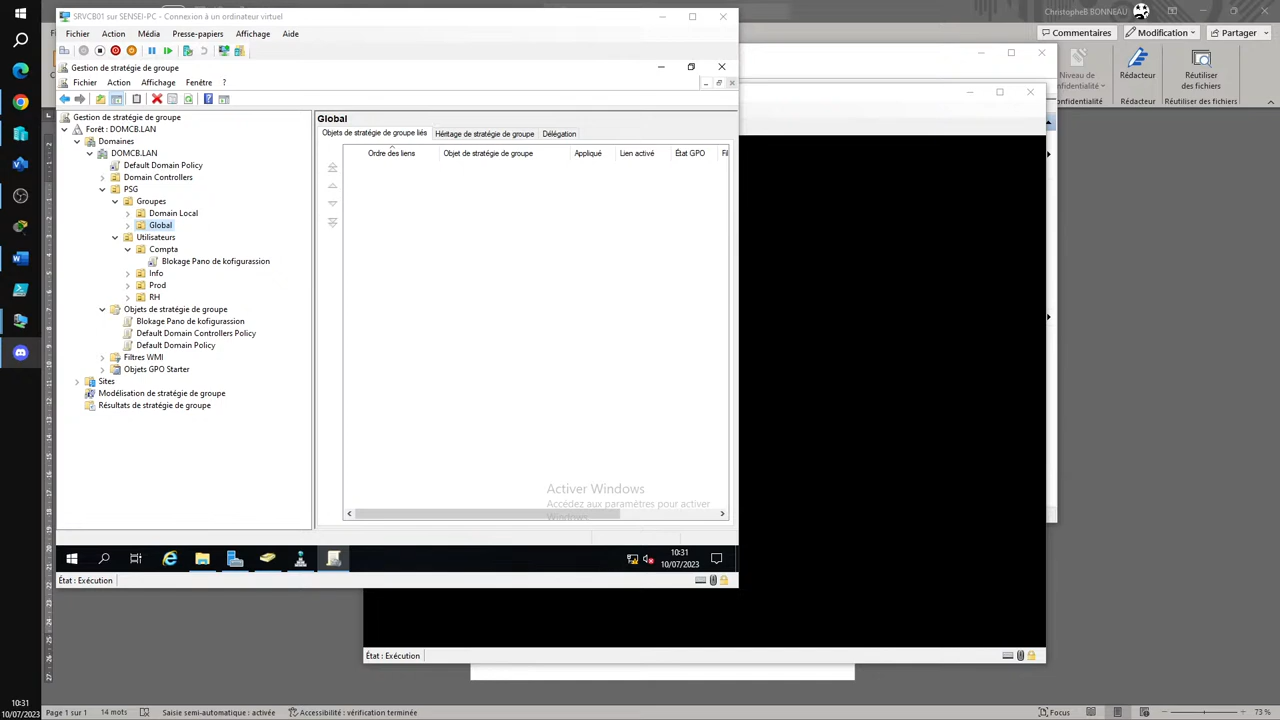 SRVCB01 sur SENSEI-PC - Connexion à un ordinateur virtuel
ChristopheB BONNEAU
Fichier Action Média Presse-papiers Affichage Aide
Commentaires Modification Partager
Gestion de stratégie de groupe
Fichier Action Affichage Fenêtre ?
Niveau de
Rédacteur
Réutiliser
des fichiers
Rédacteur
Réutiliser des fichiers
Gestion de stratégie de groupe
Forêt : DOMCB.LAN
Domaines
DOMCB.LAN
Default Domain Policy
Domain Controllers
PSG
Groupes
Domain Local
Global
Utilisateurs
Compta
Blokage Pano de kofigurassion
Info
Prod
RH
Objets de stratégie de groupe
Blokage Pano de kofigurassion
Default Domain Controllers Policy
Default Domain Policy
Filtres WMI
Objets GPO Starter
Sites
Modélisation de stratégie de groupe
Résultats de stratégie de groupe
Global
Objets de stratégie de groupe liés Héritage de stratégie de groupe Délégation
Ordre des liens Objet de stratégie de groupe Appliqué Lien activé État GPO Fil
Activer Windows
Accédez aux paramètres pour activer
Windows.
10:31
10/07/2023
État : Exécution
État : Exécution
10:31
10/07/2023
Page 1 sur 1 14 mots Saisie semi-automatique : activée Accessibilité : vérification terminée Focus 73 %